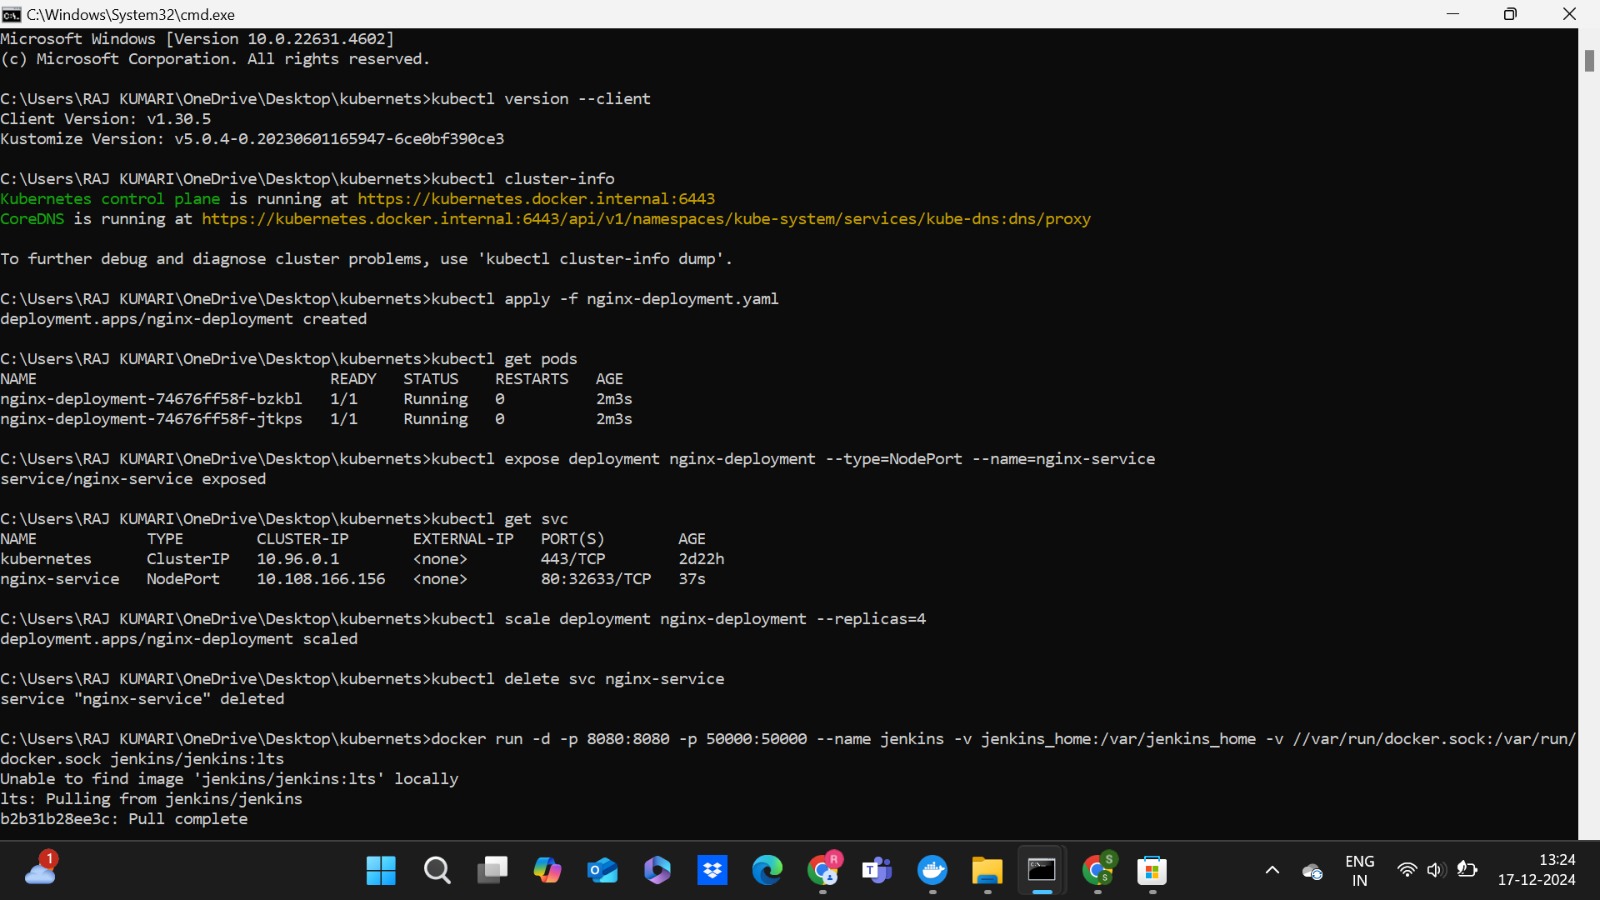 C:\Windows\System32\cmd.exe
Microsoft Windows [Version 10.0.22631.4602]
(c) Microsoft Corporation. All rights reserved.
C:\Users\RAJ KUMARI\OneDrive\Desktop\kubernets>kubectl version --client
Client Version: v1.30.5
Kustomize Version: v5.0.4-0.20230601165947-6ce0bf390ce3
C:\Users\RAJ KUMARI\OneDrive\Desktop\kubernets>kubectl cluster-info
Kubernetes control plane is running at https://kubernetes.docker.internal:6443
CoreDNS is running at https://kubernetes.docker.internal:6443/api/v1/namespaces/kube-system/services/kube-dns:dns/proxy
To further debug and diagnose cluster problems, use 'kubectl cluster-info dump'.
C:\Users\RAJ KUMARI\OneDrive\Desktop\kubernets>kubectl apply -f nginx-deployment.yaml
deployment.apps/nginx-deployment created
C:\Users\RAJ KUMARI\OneDrive\Desktop\kubernets>kubectl get pods
NAME READY STATUS RESTARTS AGE
nginx-deployment-74676ff58f-bzkbl 1/1 Running 0 2m3s
nginx-deployment-74676ff58f-jtkps 1/1 Running 0 2m3s
C:\Users\RAJ KUMARI\OneDrive\Desktop\kubernets>kubectl expose deployment nginx-deployment --type=NodePort --name=nginx-service
service/nginx-service exposed
C:\Users\RAJ KUMARI\OneDrive\Desktop\kubernets>kubectl get svc
NAME TYPE CLUSTER-IP EXTERNAL-IP PORT(S) AGE
kubernetes ClusterIP 10.96.0.1 <none> 443/TCP 2d22h
nginx-service NodePort 10.108.166.156 <none> 80:32633/TCP 37s
C:\Users\RAJ KUMARI\OneDrive\Desktop\kubernets>kubectl scale deployment nginx-deployment --replicas=4
deployment.apps/nginx-deployment scaled
C:\Users\RAJ KUMARI\OneDrive\Desktop\kubernets>kubectl delete svc nginx-service
service "nginx-service" deleted
C:\Users\RAJ KUMARI\OneDrive\Desktop\kubernets>docker run -d -p 8080:8080 -p 50000:50000 --name jenkins -v jenkins_home:/var/jenkins_home -v //var/run/docker.sock:/var/run/
docker.sock jenkins/jenkins:lts
Unable to find image 'jenkins/jenkins:lts' locally
lts: Pulling from jenkins/jenkins
b2b31b28ee3c: Pull complete
1
R
S
S
ENG
IN
13:24
17-12-2024